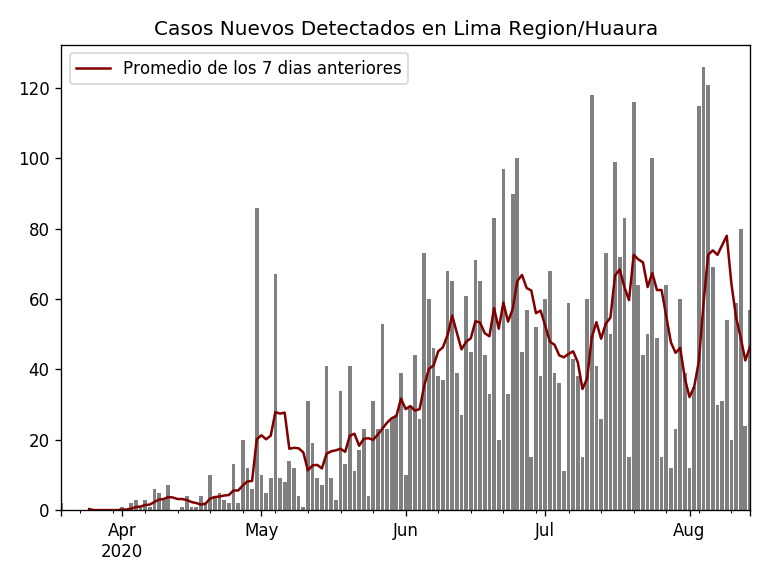 Casos Nuevos Detectados en Lima Region/Huaura
Promedio de los 7 dias anteriores
120
100
80
60
40
20
0
Apr May Jun Jul Aug
2020